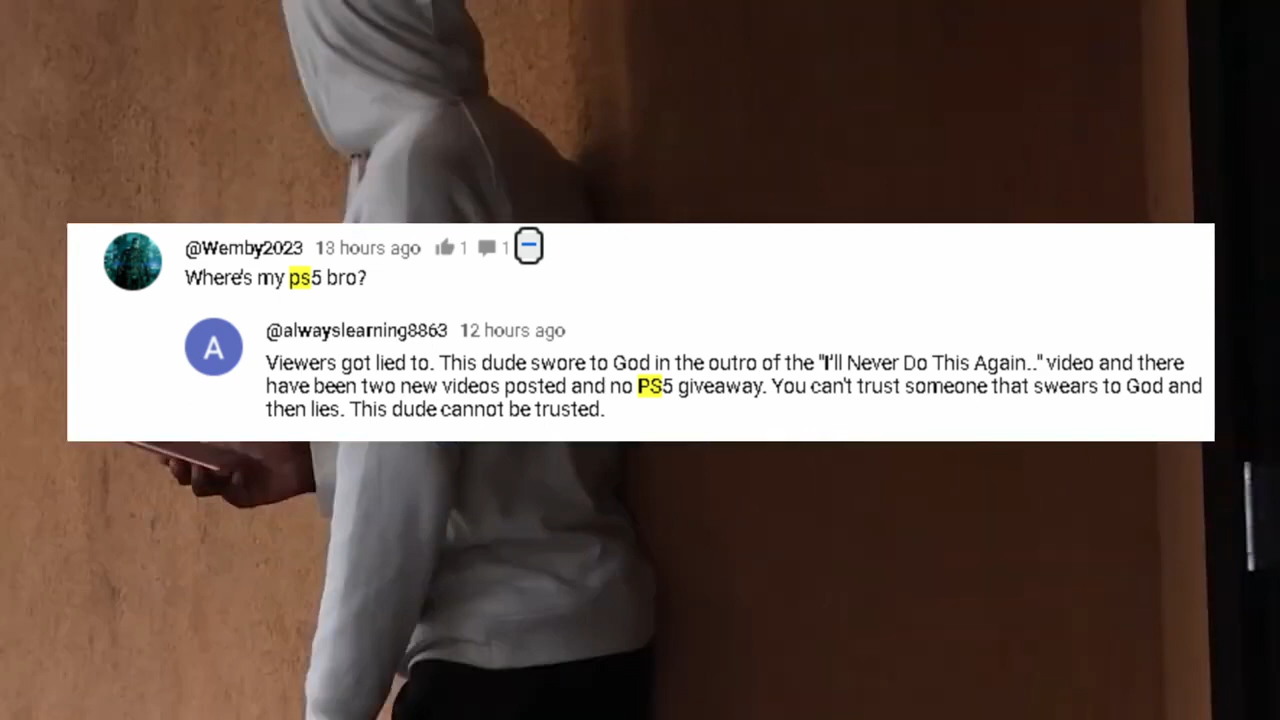 @Wemby2023 13 hours ago 1 1
Where's my ps5 bro?
A
@alwayslearning8863 12 hours ago
Viewers got lied to. This dude swore to God in the outro of the "I'll Never Do This Again.." video and there
have been two new videos posted and no PS5 giveaway. You can't trust someone that swears to God and
then lies. This dude cannot be trusted.